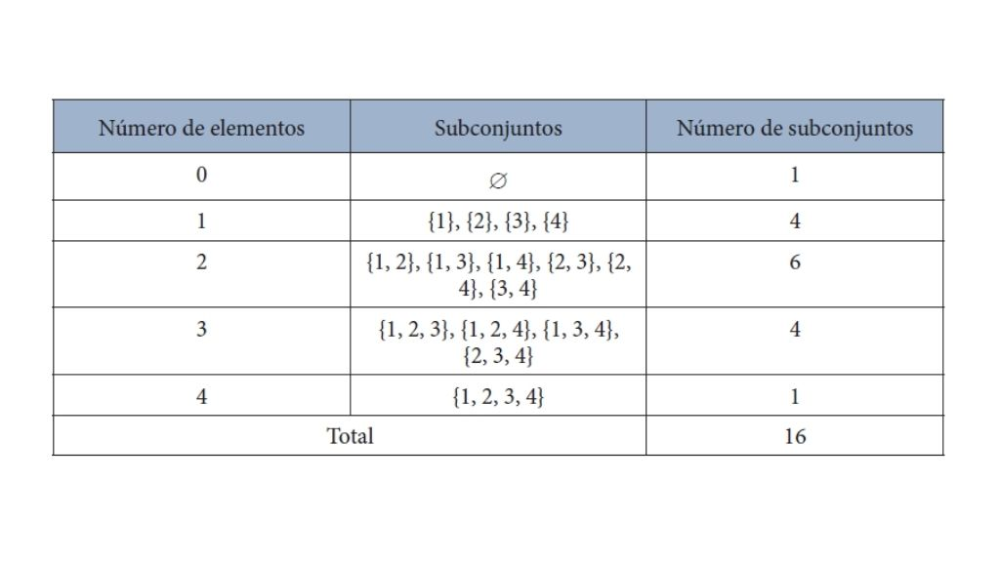 Número de elementos Subconjuntos Número de subconjuntos
0 ∅ 1
1 {1}, {2}, {3}, {4} 4
2 {1, 2}, {1, 3}, {1, 4}, {2, 3}, {2, 6
4}, {3, 4}
3 {1, 2, 3}, {1, 2, 4}, {1, 3, 4}, 4
{2, 3, 4}
4 {1, 2, 3, 4} 1
Total 16